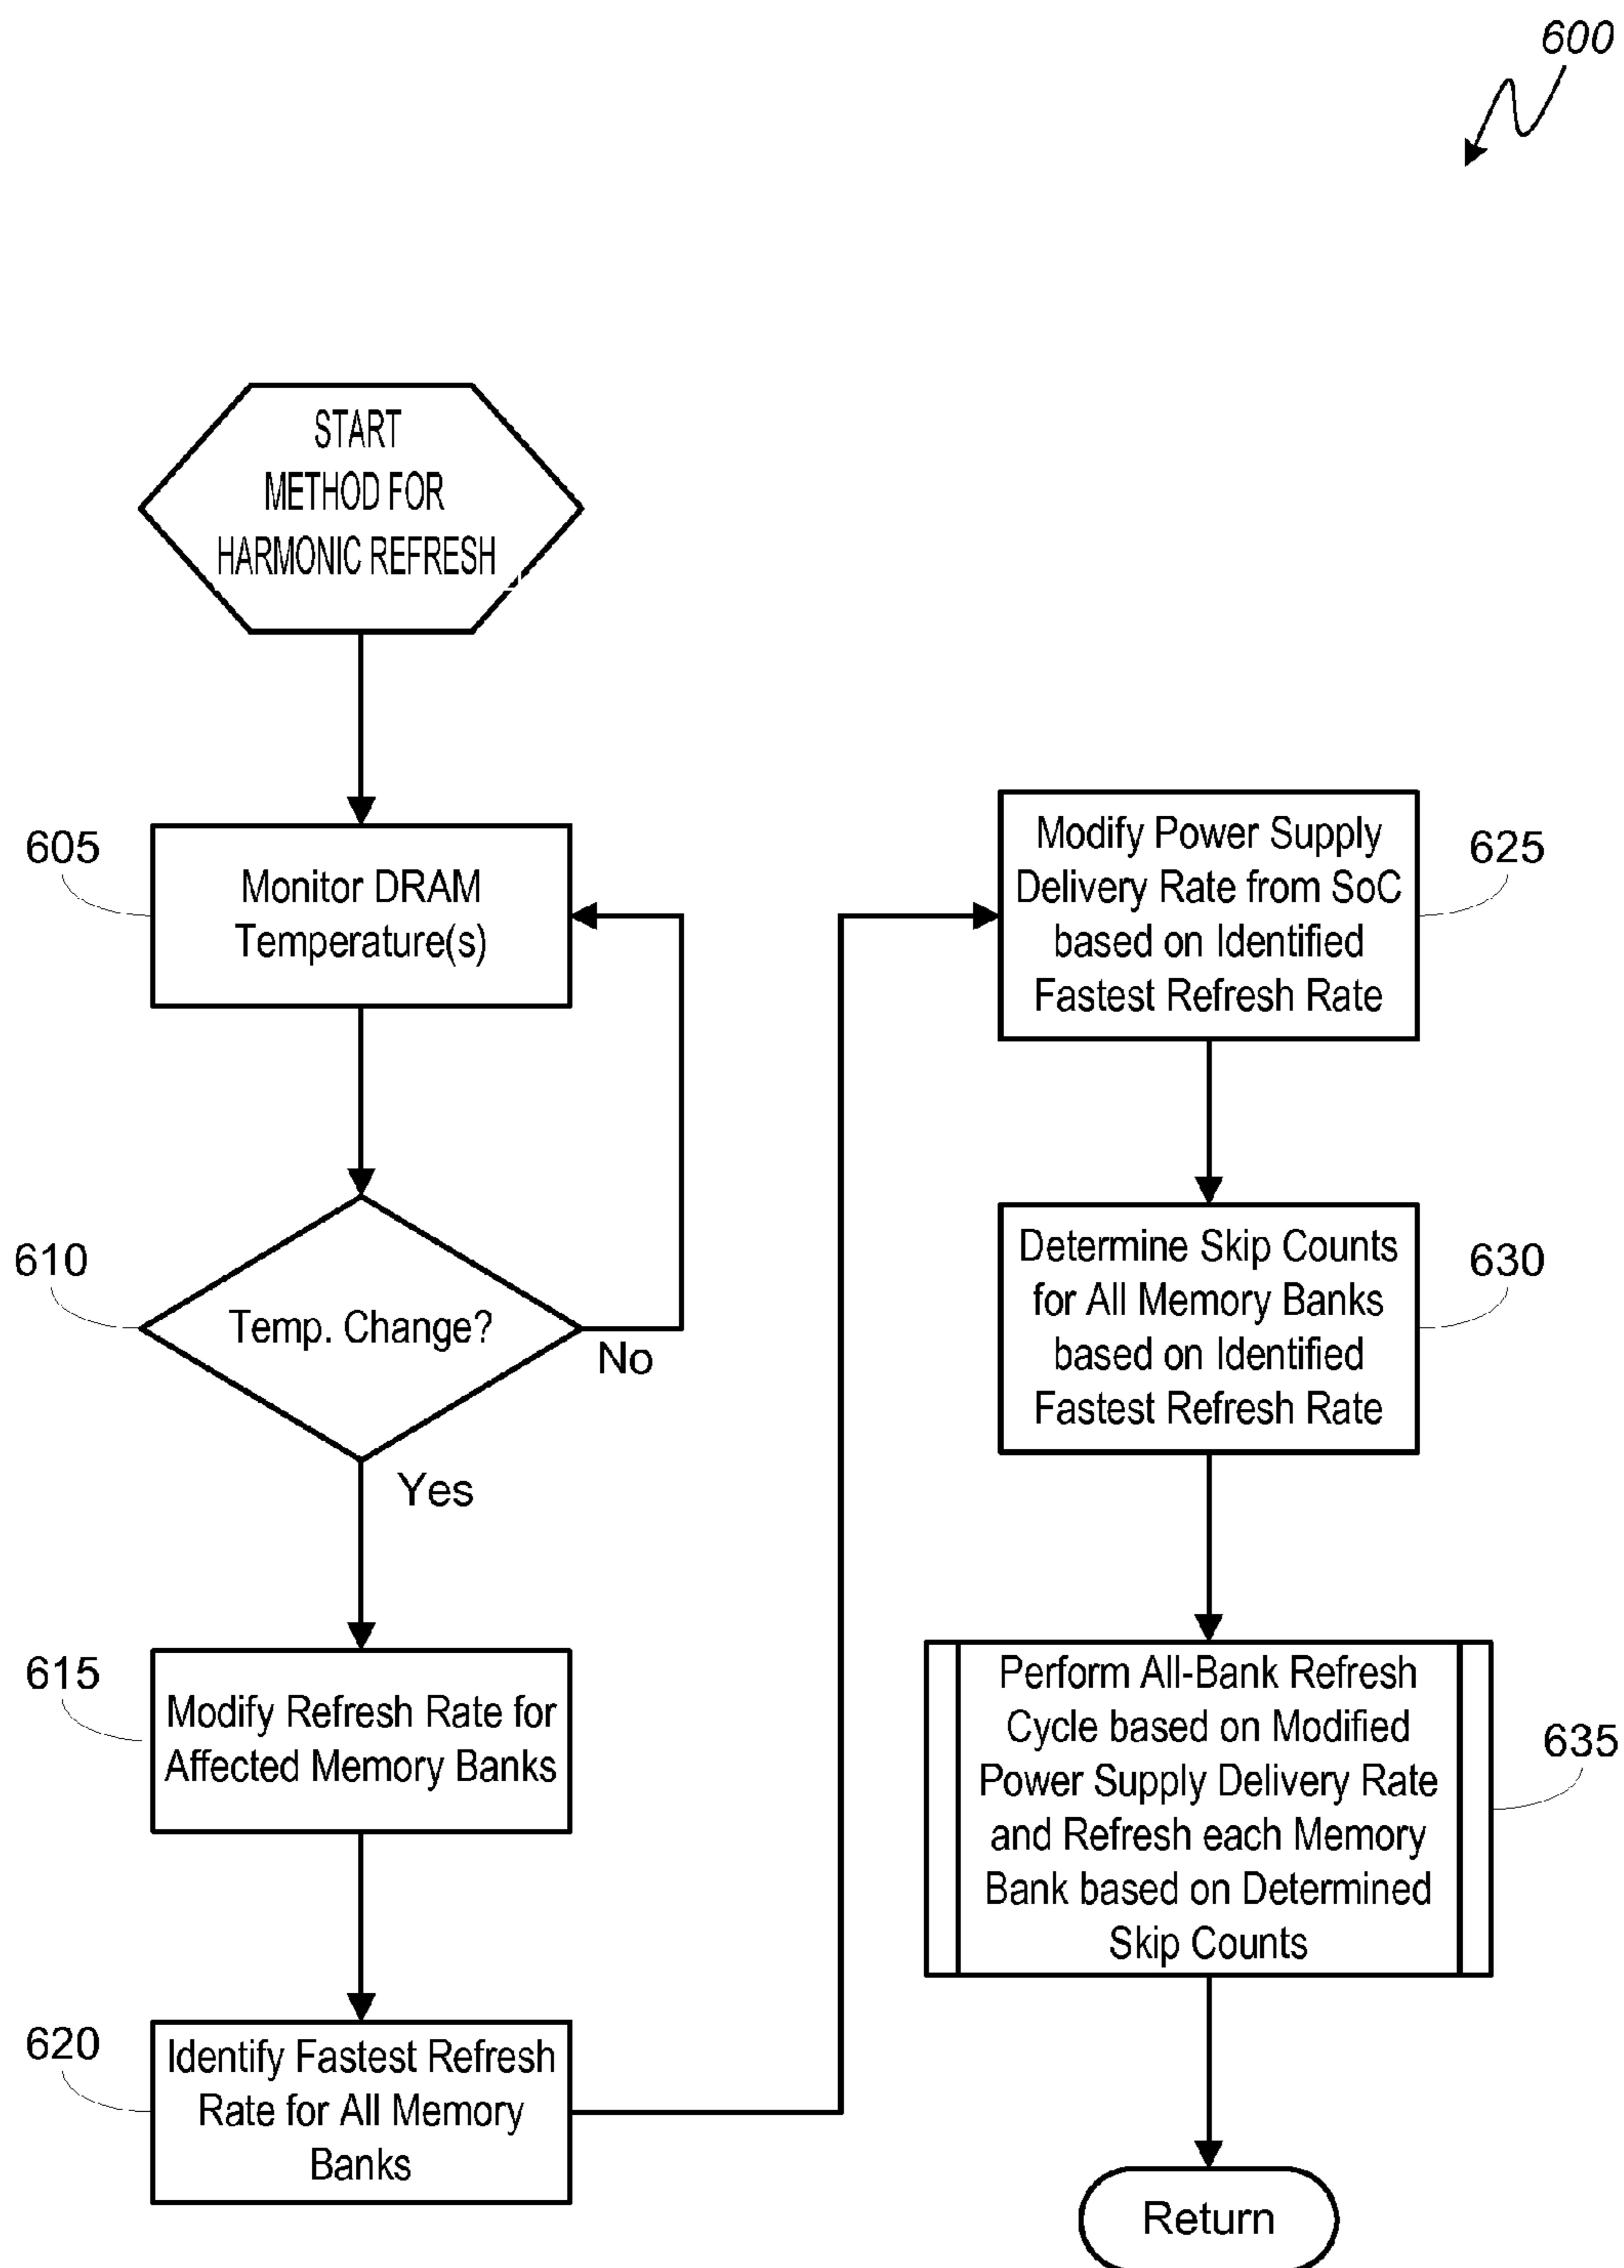 600
START
METHOD FOR
HARMONIC REFRESH
605
Monitor DRAM
Temperature(s)
610
Temp. Change?
No
Yes
615
Modify Refresh Rate for
Affected Memory Banks
620
Identify Fastest Refresh
Rate for All Memory
Banks
Modify Power Supply
Delivery Rate from SoC
based on Identified
Fastest Refresh Rate
625
Determine Skip Counts
for All Memory Banks
based on Identified
Fastest Refresh Rate
630
Perform All-Bank Refresh
Cycle based on Modified
Power Supply Delivery Rate
and Refresh each Memory
Bank based on Determined
Skip Counts
635
Return